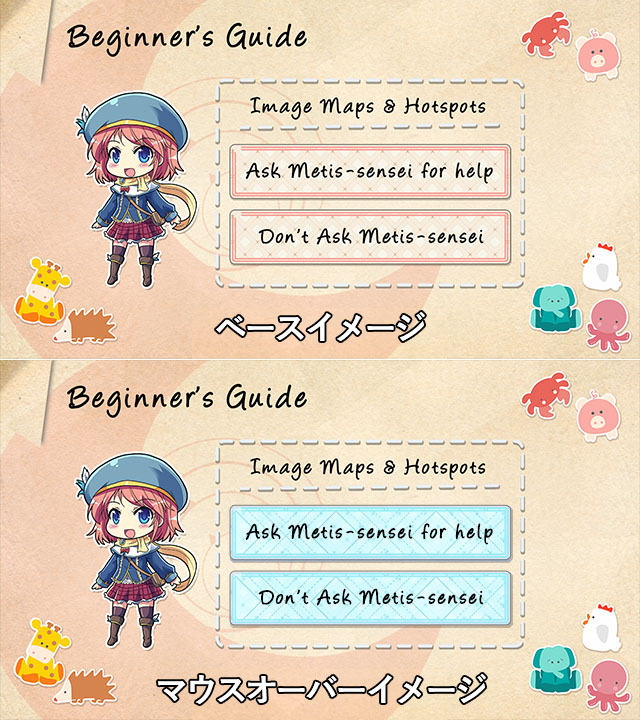 Beginner's Guide
Image Maps & Hotspots
Ask Metis-sensei for help
Don't Ask Metis-sensei
ベースイメージ
Beginner's Guide
Image Maps & Hotspots
Ask Metis-sensei for help
Don't Ask Metis-sensei
マウスオーバーイメージ